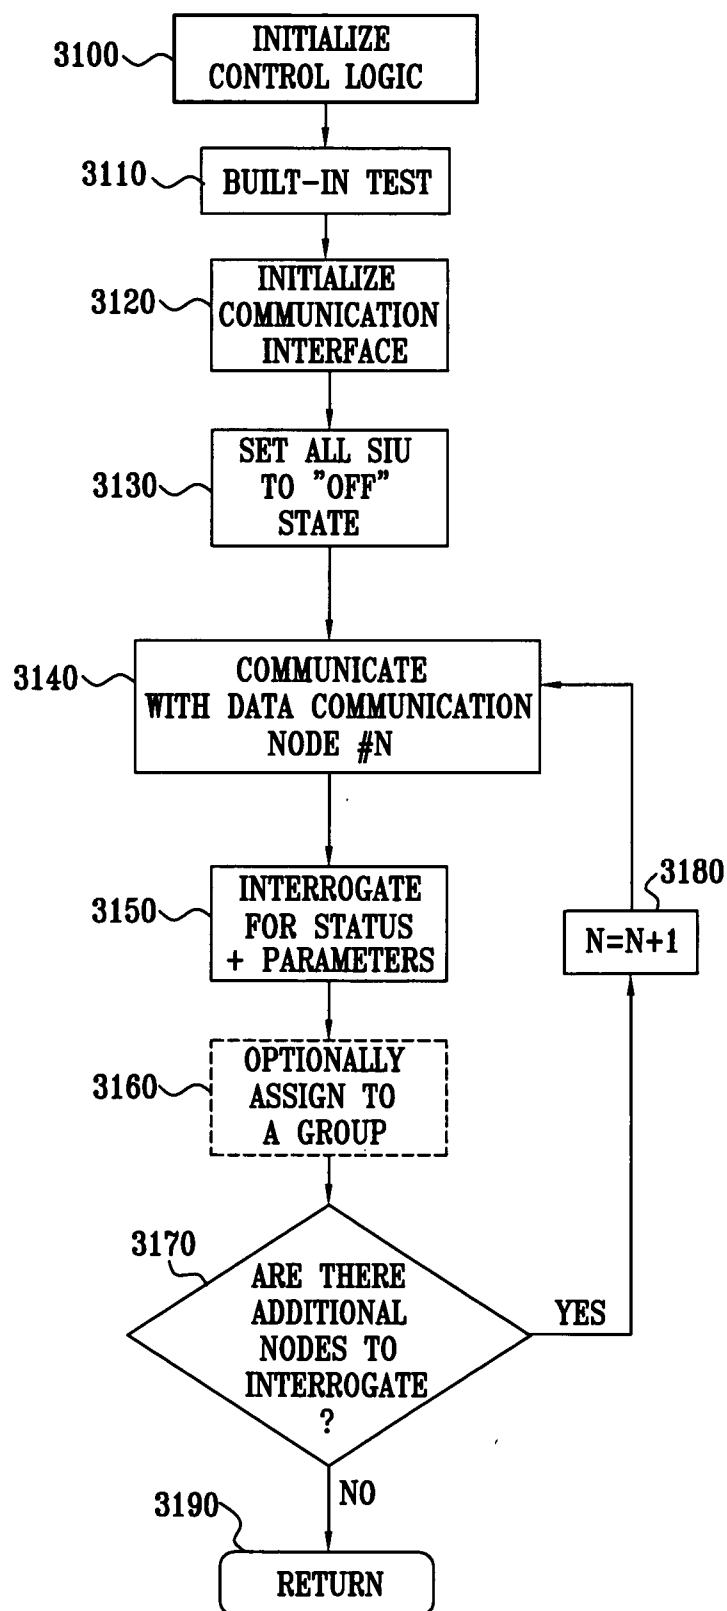 3100
INITIALIZE
CONTROL LOGIC
3110
BUILT-IN TEST
3120
INITIALIZE
COMMUNICATION
INTERFACE
3130
SET ALL SIU
TO "OFF"
STATE
3140
COMMUNICATE
WITH DATA COMMUNICATION
NODE #N
3150
INTERROGATE
FOR STATUS
+ PARAMETERS
3180
N=N+1
3160
OPTIONALLY
ASSIGN TO
A GROUP
3170
ARE THERE
ADDITIONAL
NODES TO
INTERROGATE
?
YES
NO
3190
RETURN